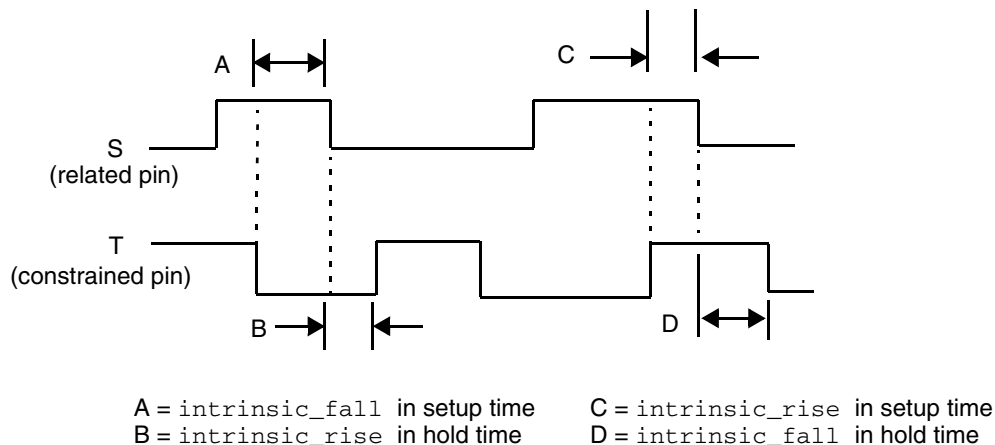 A
C
S
(related pin)
T
(constrained pin)
B
D
A = intrinsic_fall in setup time
C = intrinsic_rise in setup time
B = intrinsic_rise in hold time
D = intrinsic_fall in hold time